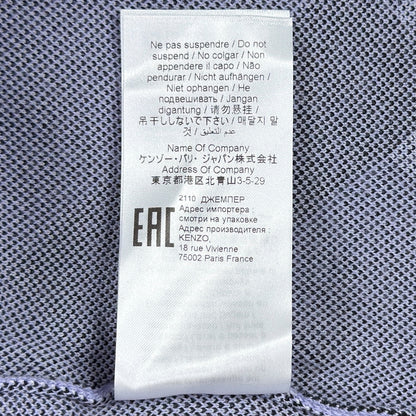 Ne pas suspendre / Do not
suspend / No colgar / Non
appendere il capo / Não
pendurar / Nicht aufhängen /
Niet ophangen / Не
подвешивать / Jangan
digantung / 请勿悬挂 /
吊干ししないで下さい / 매달지 말
것 / عدم التعليق /
Name Of Company
ケンゾー・パリ・ジャパン株式会社
Address Of Company
東京都港区北青山3-5-29
EAC
2110 ДЖЕМПЕР
Адрес импортера :
смотри на упаковке
Адрес производителя :
KENZO,
18 rue Vivienne
75002 Paris France